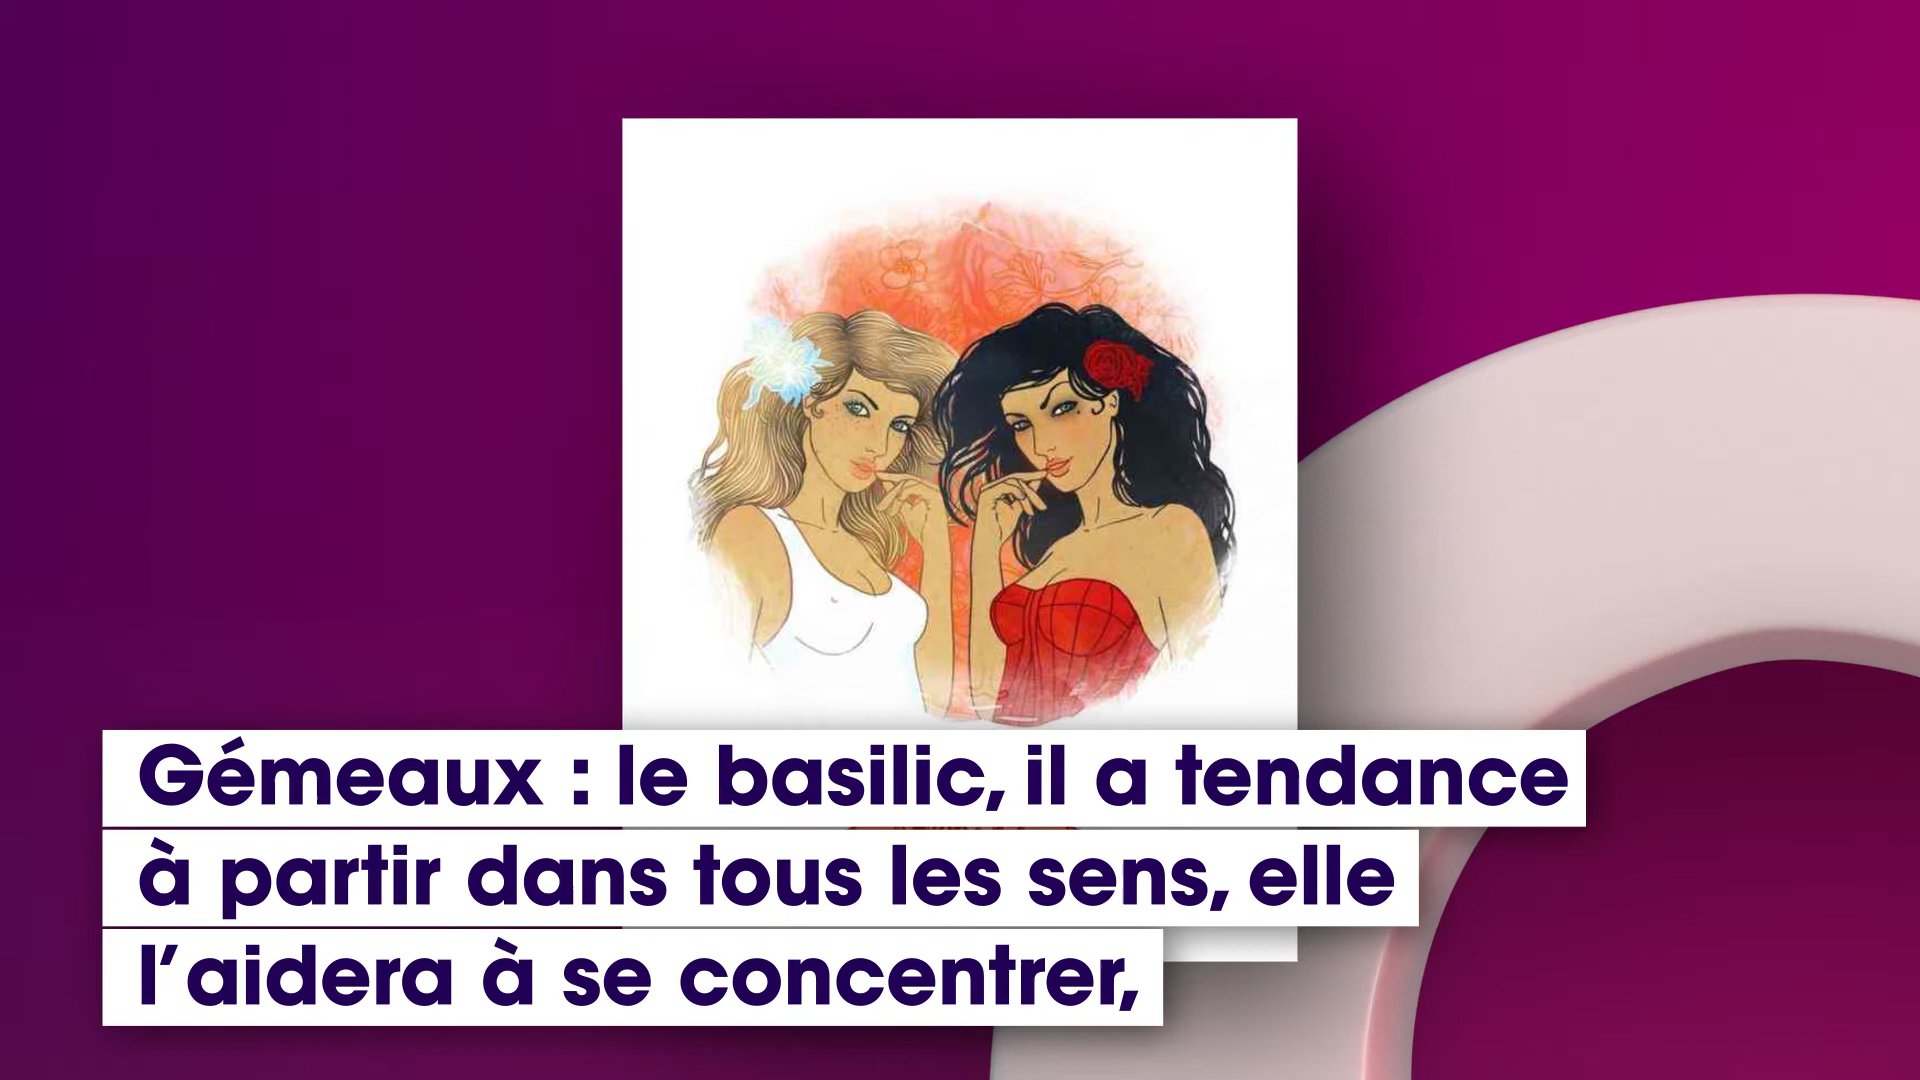 Gémeaux : le basilic, il a tendance
à partir dans tous les sens, elle
l’aidera à se concentrer,